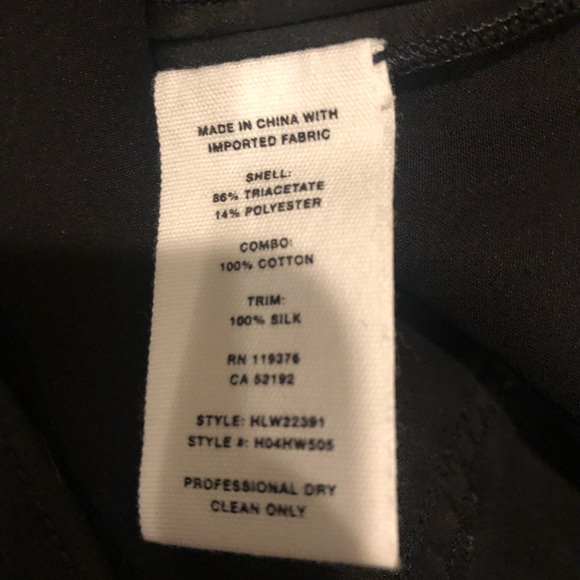 MADE IN CHINA WITH
IMPORTED FABRIC
SHELL:
86% TRIACETATE
14% POLYESTER
COMBO:
100% COTTON
TRIM:
100% SILK
RN 119376
CA 52192
STYLE: HLW22391
STYLE #: H04HW505
PROFESSIONAL DRY
CLEAN ONLY